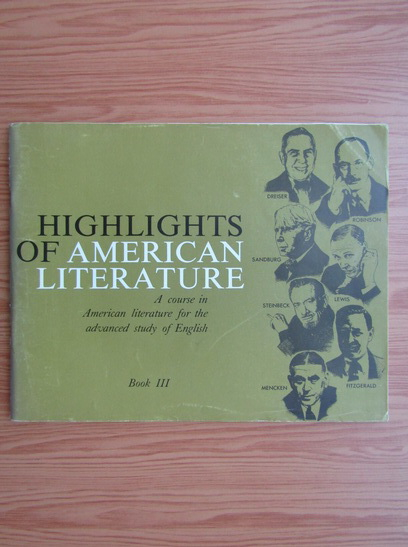 HIGHLIGHTS
OF AMERICAN
LITERATURE
A course in
American literature for the
advanced study of English
Book III
DREISER
ROBINSON
SANDBURG
LEWIS
STEINBECK
FITZGERALD
MENCKEN